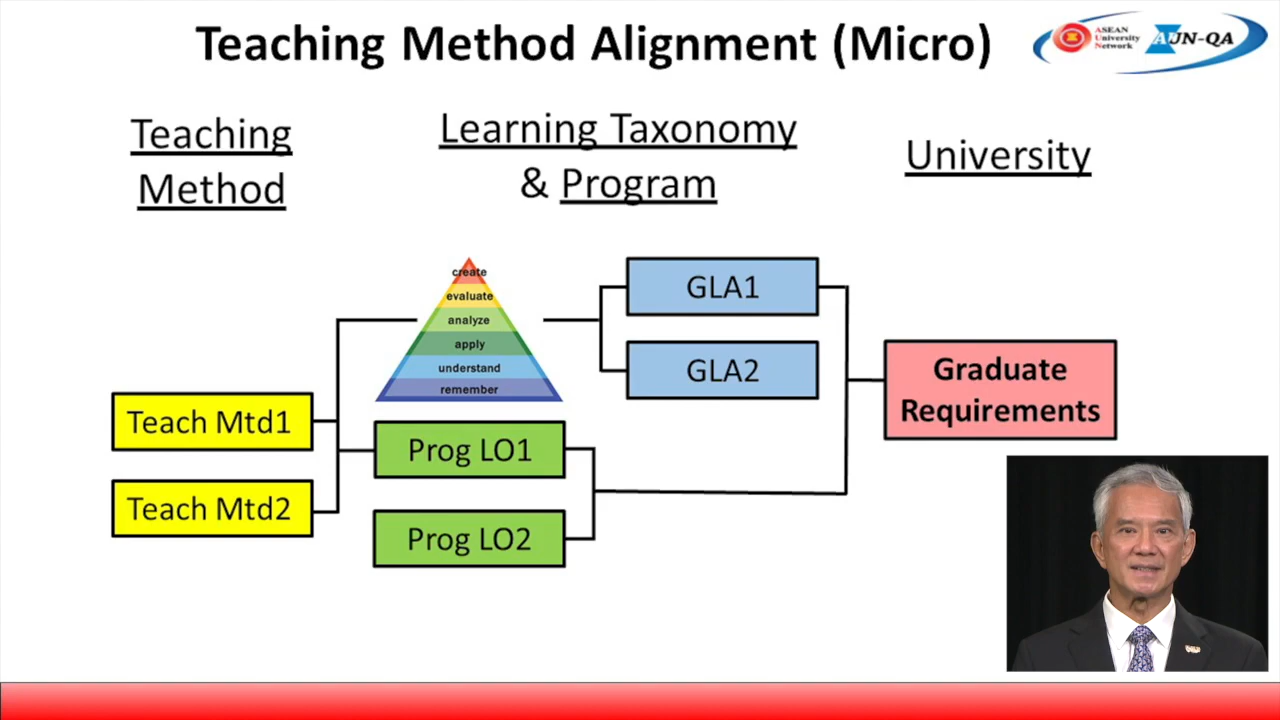 Teaching Method Alignment (Micro)
ASEAN
University
Network
AUN-QA
Teaching
Method
Learning Taxonomy
& Program
University
create
evaluate
analyze
apply
understand
remember
GLA1
GLA2
Graduate
Requirements
Teach Mtd1
Teach Mtd2
Prog LO1
Prog LO2